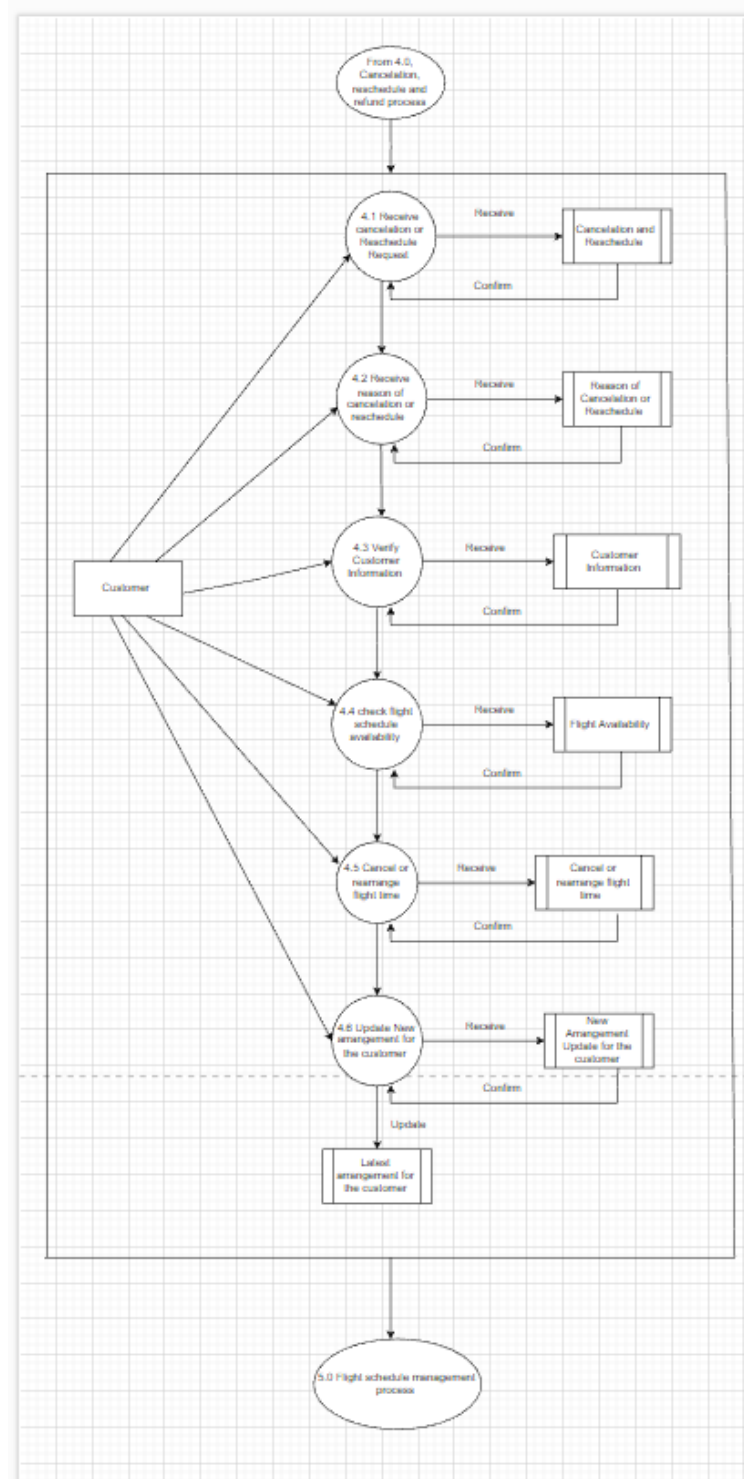 From 4.0,
Cancelation,
reschedule and
refund process
4.1 Receive
cancelation or
Reschedule
Request
Receive
Cancelation and
Reschedule
Confirm
4.2 Receive
reason of
cancelation or
reschedule
Receive
Reason of
Cancelation or
Reschedule
Confirm
4.3 Verify
Customer
Information
Receive
Customer
Information
Confirm
Customer
4.4 check flight
schedule
availability
Receive
Flight Availability
Confirm
4.5 Cancel or
rearrange
flight time
Receive
Cancel or
rearrange flight
time
Confirm
4.6 Update New
arrangement for
the customer
Receive
New
Arrangement
Update for the
customer
Confirm
Update
Latest
arrangement for
the customer
5.0 Flight schedule management
process